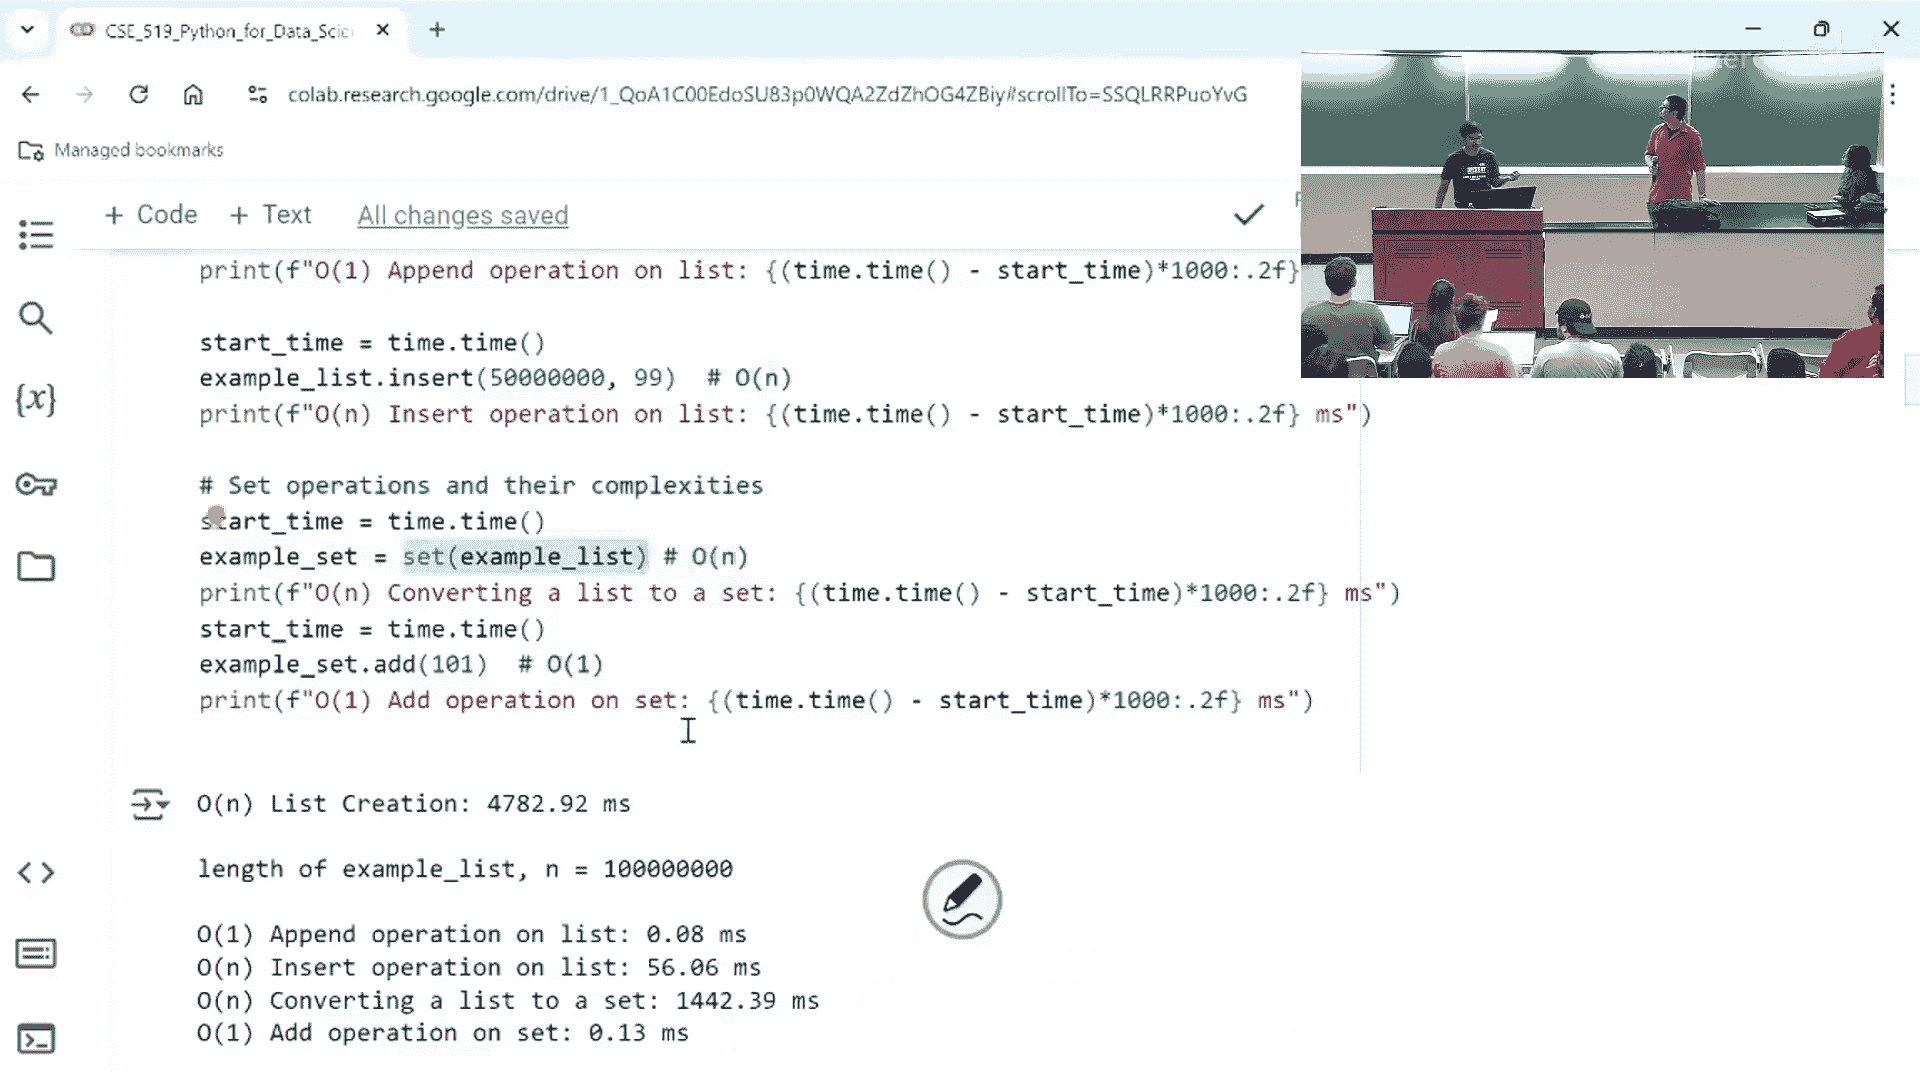 CSE_519_Python_for_Data_Scie
colab.research.google.com/drive/1_QoA1C00EdoSU83p0WQA2ZdZhOG4ZBiy#scrollTo=SSQLRRPuoYvG
Managed bookmarks
+ Code + Text All changes saved
print(f"O(1) Append operation on list: {(time.time() - start_time)*1000:.2f}
start_time = time.time()
example_list.insert(50000000, 99) # O(n)
print(f"O(n) Insert operation on list: {(time.time() - start_time)*1000:.2f} ms")
# Set operations and their complexities
start_time = time.time()
example_set = set(example_list) # O(n)
print(f"O(n) Converting a list to a set: {(time.time() - start_time)*1000:.2f} ms")
start_time = time.time()
example_set.add(101) # O(1)
print(f"O(1) Add operation on set: {(time.time() - start_time)*1000:.2f} ms")
O(n) List Creation: 4782.92 ms
length of example_list, n = 100000000
O(1) Append operation on list: 0.08 ms
O(n) Insert operation on list: 56.06 ms
O(n) Converting a list to a set: 1442.39 ms
O(1) Add operation on set: 0.13 ms